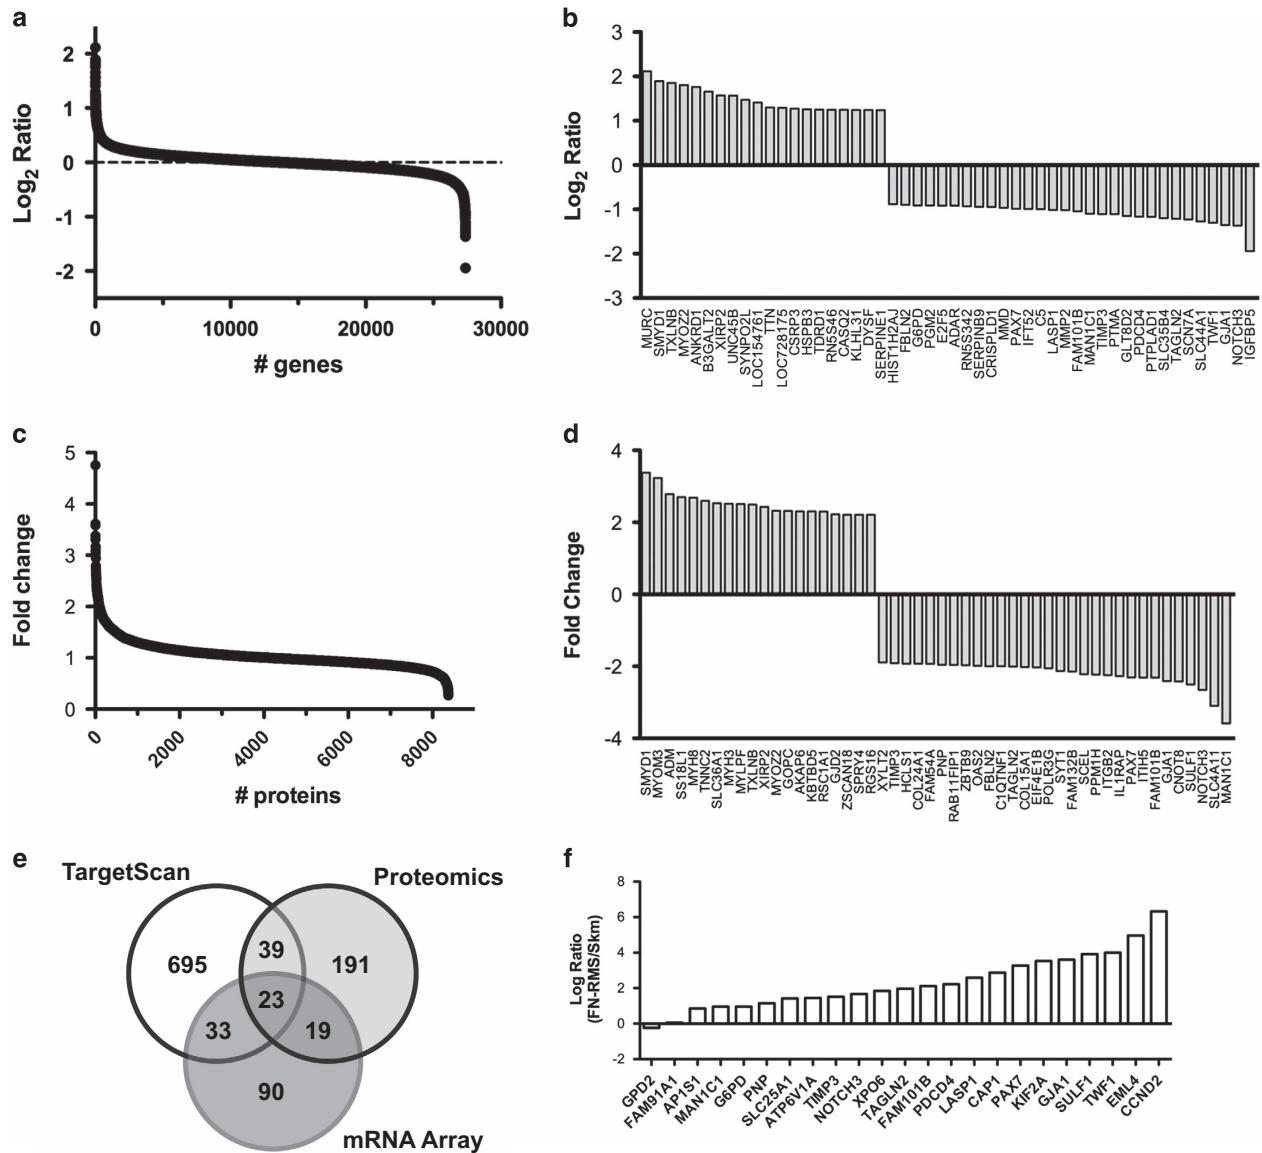 a
2
1
0
-1
-2
Log2 Ratio
0
10000
20000
30000
# genes
b
3
2
1
0
-1
-2
-3
Log2 Ratio
MURC
SMYD1
TXLNB
MYOZ2
ANKRD1
B3GALT2
XIRP2
UNC45B
SYNPO2L
LOC154761
TTN
LOC728175
CSRP3
HSPB3
TDRD1
RN5S46
CASQ2
KLHL31
DYSF
SERPINE1
HIST1H2AJ
FBLN2
G6PD
PGM2
E2F5
ADAR
RN5S342
SERPINB9
CRISPLD1
MMD
PAX7
IFT52
C5
LASP1
MMP2
FAM101B
MAN1C1
TIMP3
PTMA
GLT8D2
PDCD4
PTPLAD1
SLC35B4
TAGLN2
SCN7A
SLC44A1
TWF1
GJA1
NOTCH3
IGFBP5
c
5
4
3
2
1
0
Fold change
0
2000
4000
6000
8000
# proteins
d
4
2
0
-2
-4
Fold Change
SMYD1
MYOM3
ADM
SS18L1
MYH8
TNNC2
SLC36A1
MYH3
MYLPF
TXLNB
XIRP2
MYOZ2
GOPC
AKAP6
KBTBD5
RSC1A1
GJD2
ZSCAN18
SPRY4
RGS16
XYLT2
TIMP3
HCLS1
COL24A1
FAM54A
PNP
RAB11FIP1
ZBTB9
OAS2
FBLN2
C1QTNF1
TAGLN2
COL15A1
EIF4E1B
POLR3G
SYT1
FAM132B
SCEL
PPM1H
ITGB2
IL1RAP
PAX7
ITIH5
FAM101B
GJA1
CNOT8
SULF1
NOTCH3
SLC4A11
MAN1C1
e
TargetScan
Proteomics
695
39
191
23
33
19
90
mRNA Array
f
8
6
4
2
0
-2
Log Ratio
(FN-RMS/Skm)
GPD2
FAM91A1
AP1S1
MAN1C1
G6PD
PNP
SLC25A1
ATP6V1A
TIMP3
NOTCH3
XPO6
TAGLN2
FAM101B
PDCD4
LASP1
CAP1
PAX7
KIF2A
GJA1
SULF1
TWF1
EML4
CCND2